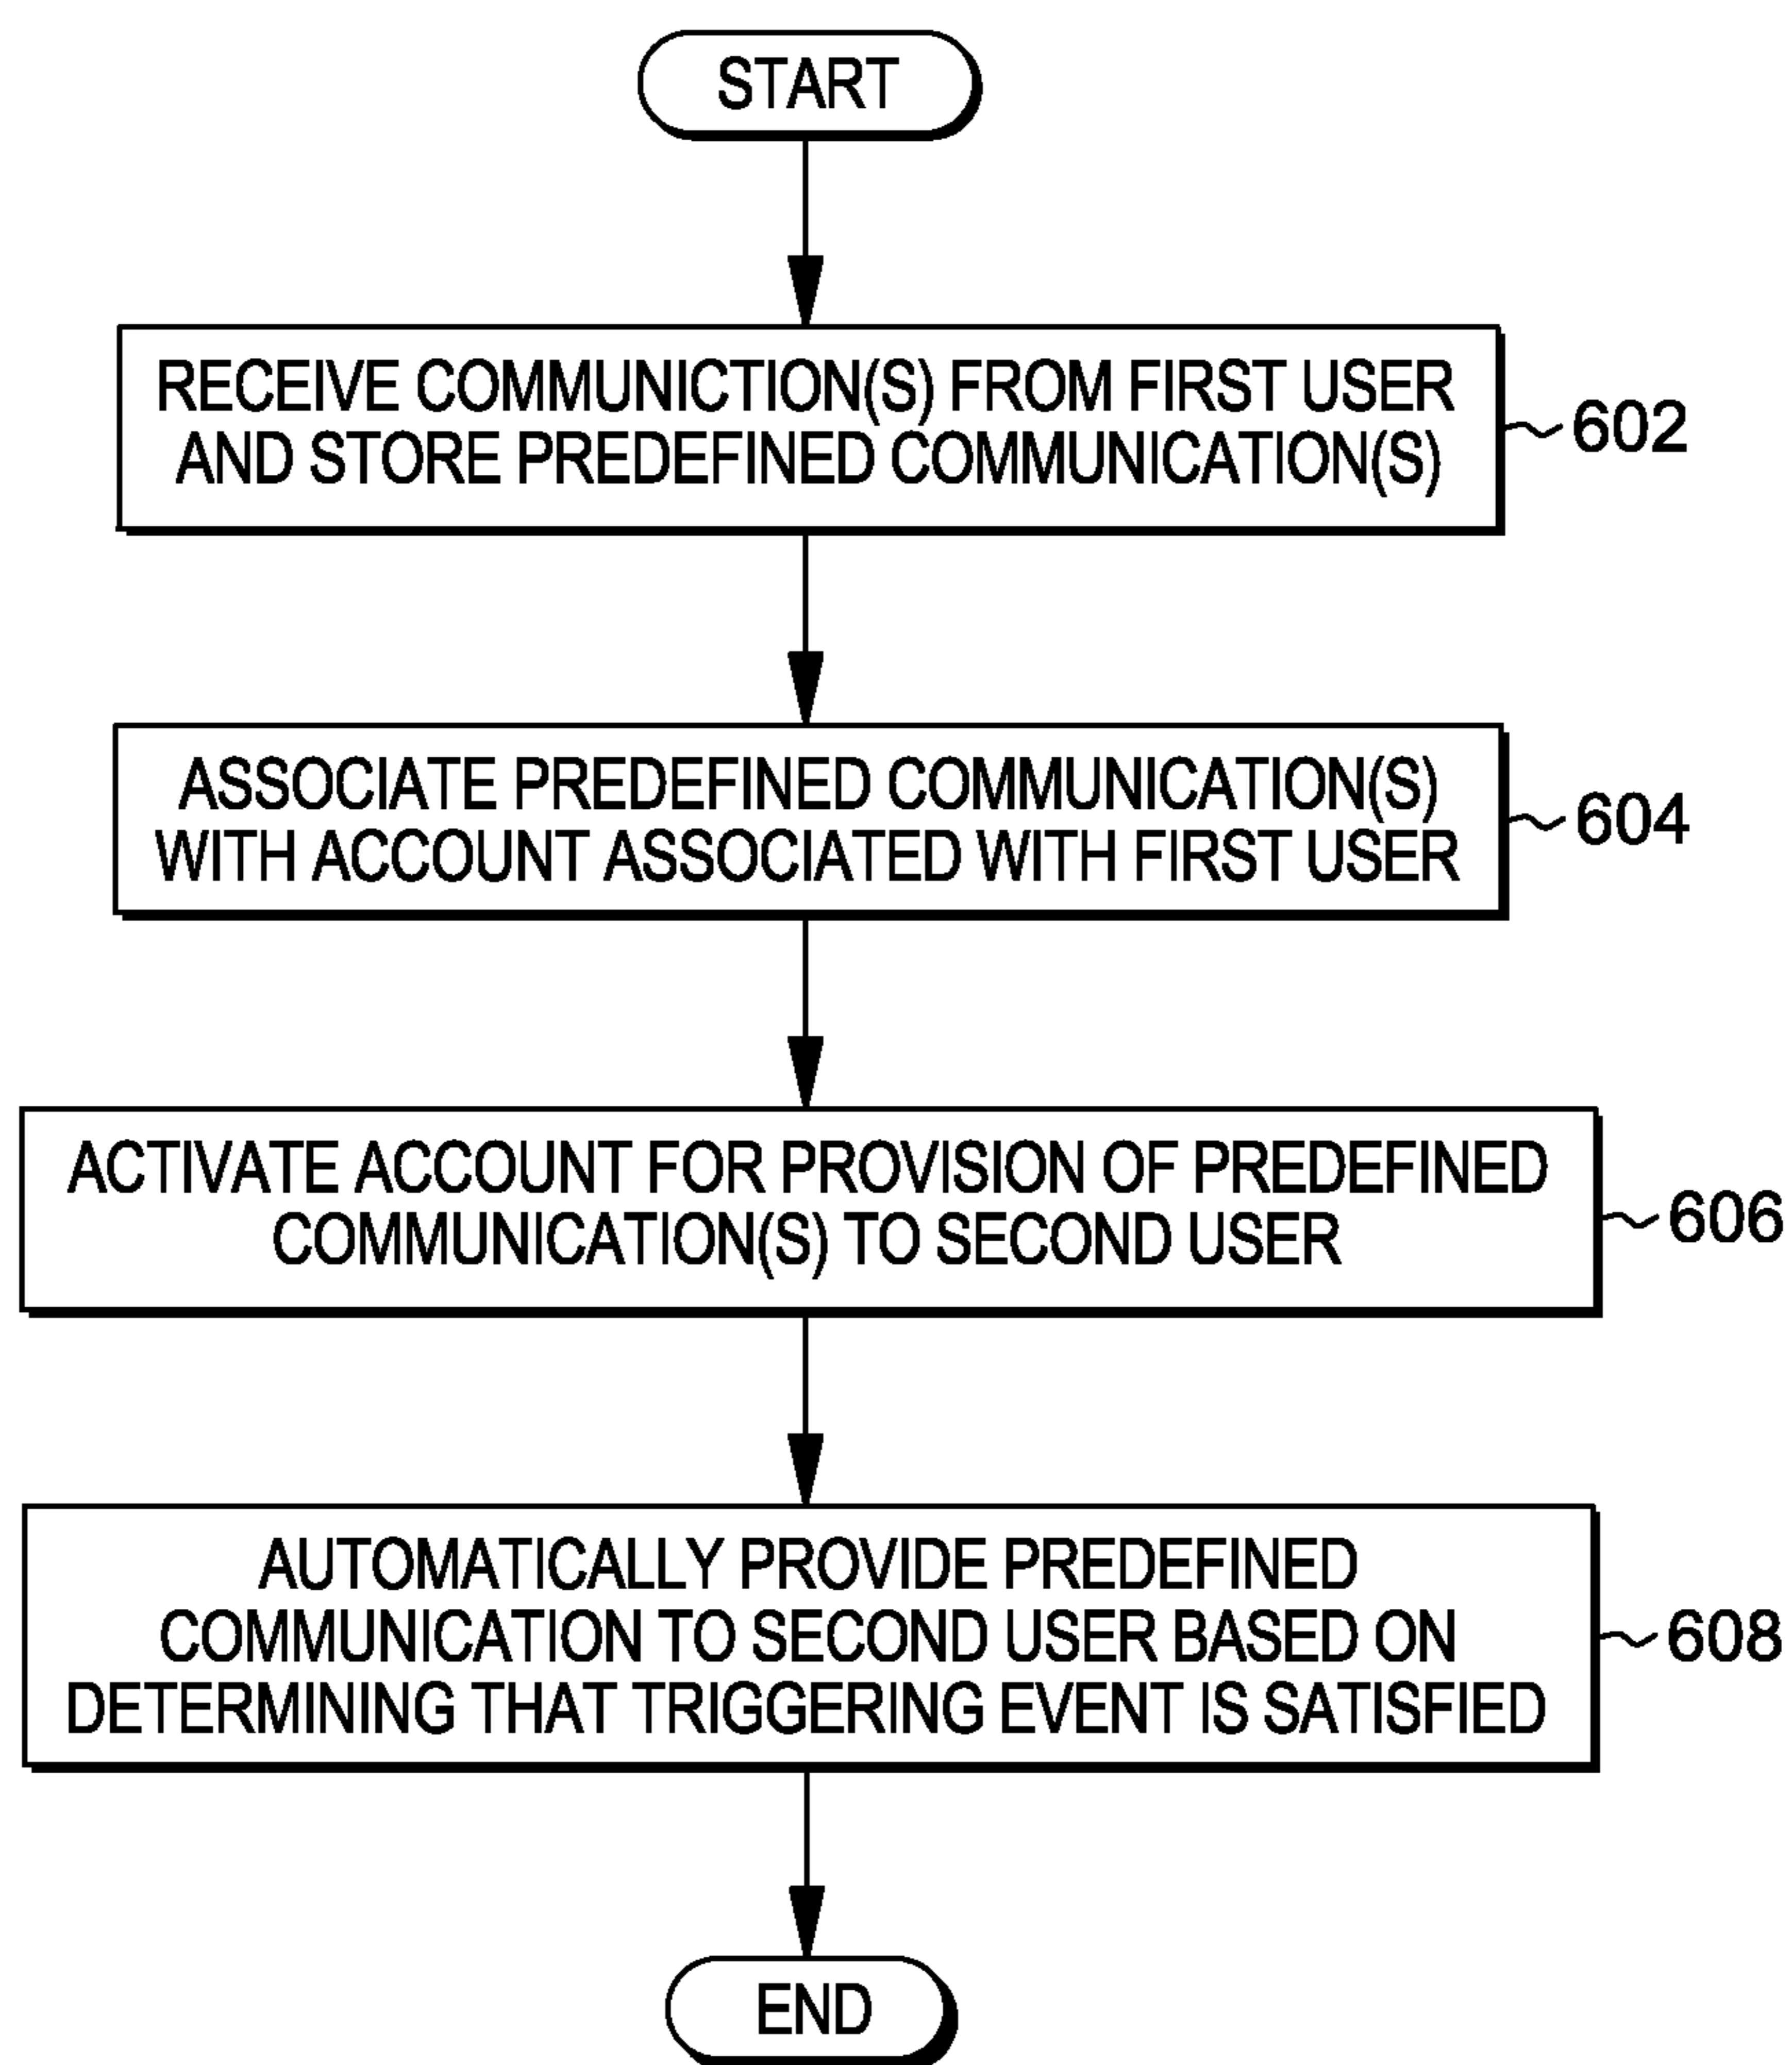 START
RECEIVE COMMUNICTION(S) FROM FIRST USER
AND STORE PREDEFINED COMMUNICATION(S)
602
ASSOCIATE PREDEFINED COMMUNICATION(S)
WITH ACCOUNT ASSOCIATED WITH FIRST USER
604
ACTIVATE ACCOUNT FOR PROVISION OF PREDEFINED
COMMUNICATION(S) TO SECOND USER
606
AUTOMATICALLY PROVIDE PREDEFINED
COMMUNICATION TO SECOND USER BASED ON
DETERMINING THAT TRIGGERING EVENT IS SATISFIED
608
END